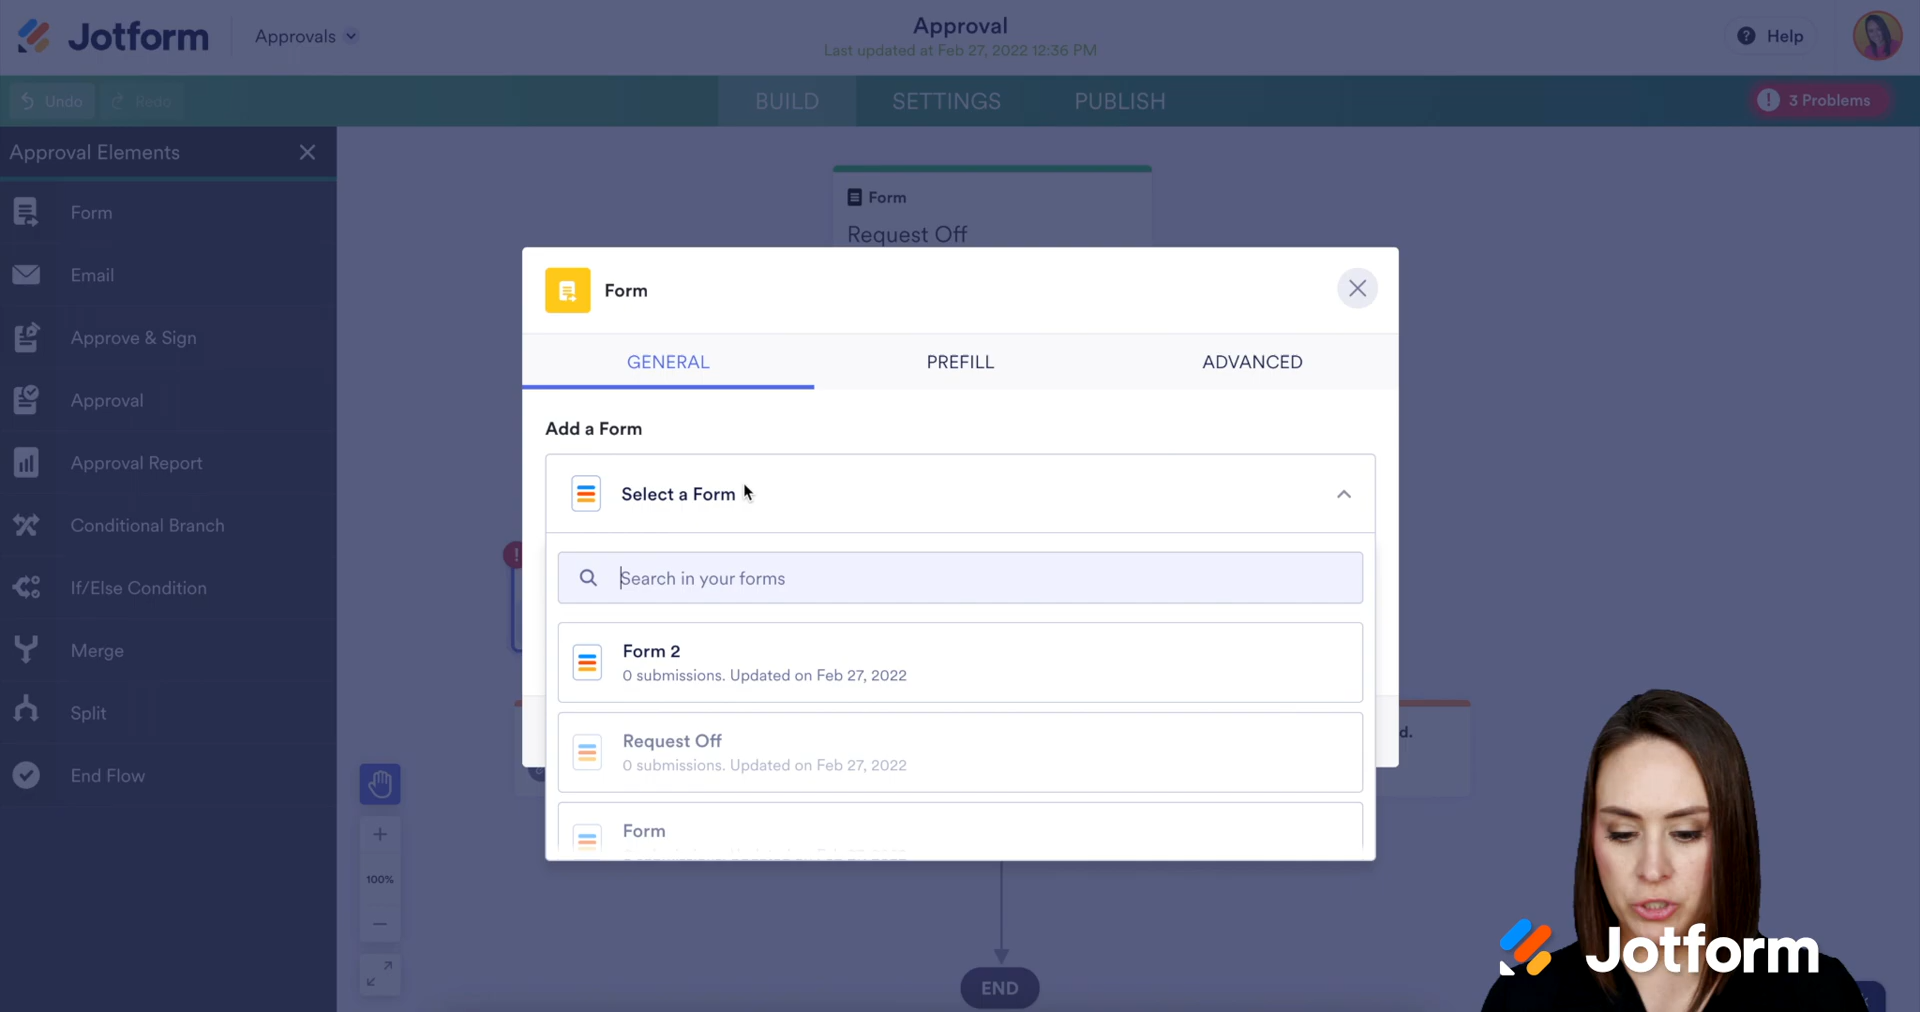 Jotform
Approvals
Approval
Last updated at Feb 27, 2022 12:36 PM
? Help
Undo
Redo
BUILD
SETTINGS
PUBLISH
! 3 Problems
Approval Elements
Form
Email
Approve & Sign
Approval
Approval Report
Conditional Branch
If/Else Condition
Merge
Split
End Flow
Form
Request Off
Form
GENERAL
PREFILL
ADVANCED
Add a Form
Select a Form
Search in your forms
Form 2
0 submissions. Updated on Feb 27, 2022
Request Off
0 submissions. Updated on Feb 27, 2022
Form
!
d.
100%
END
Jotform